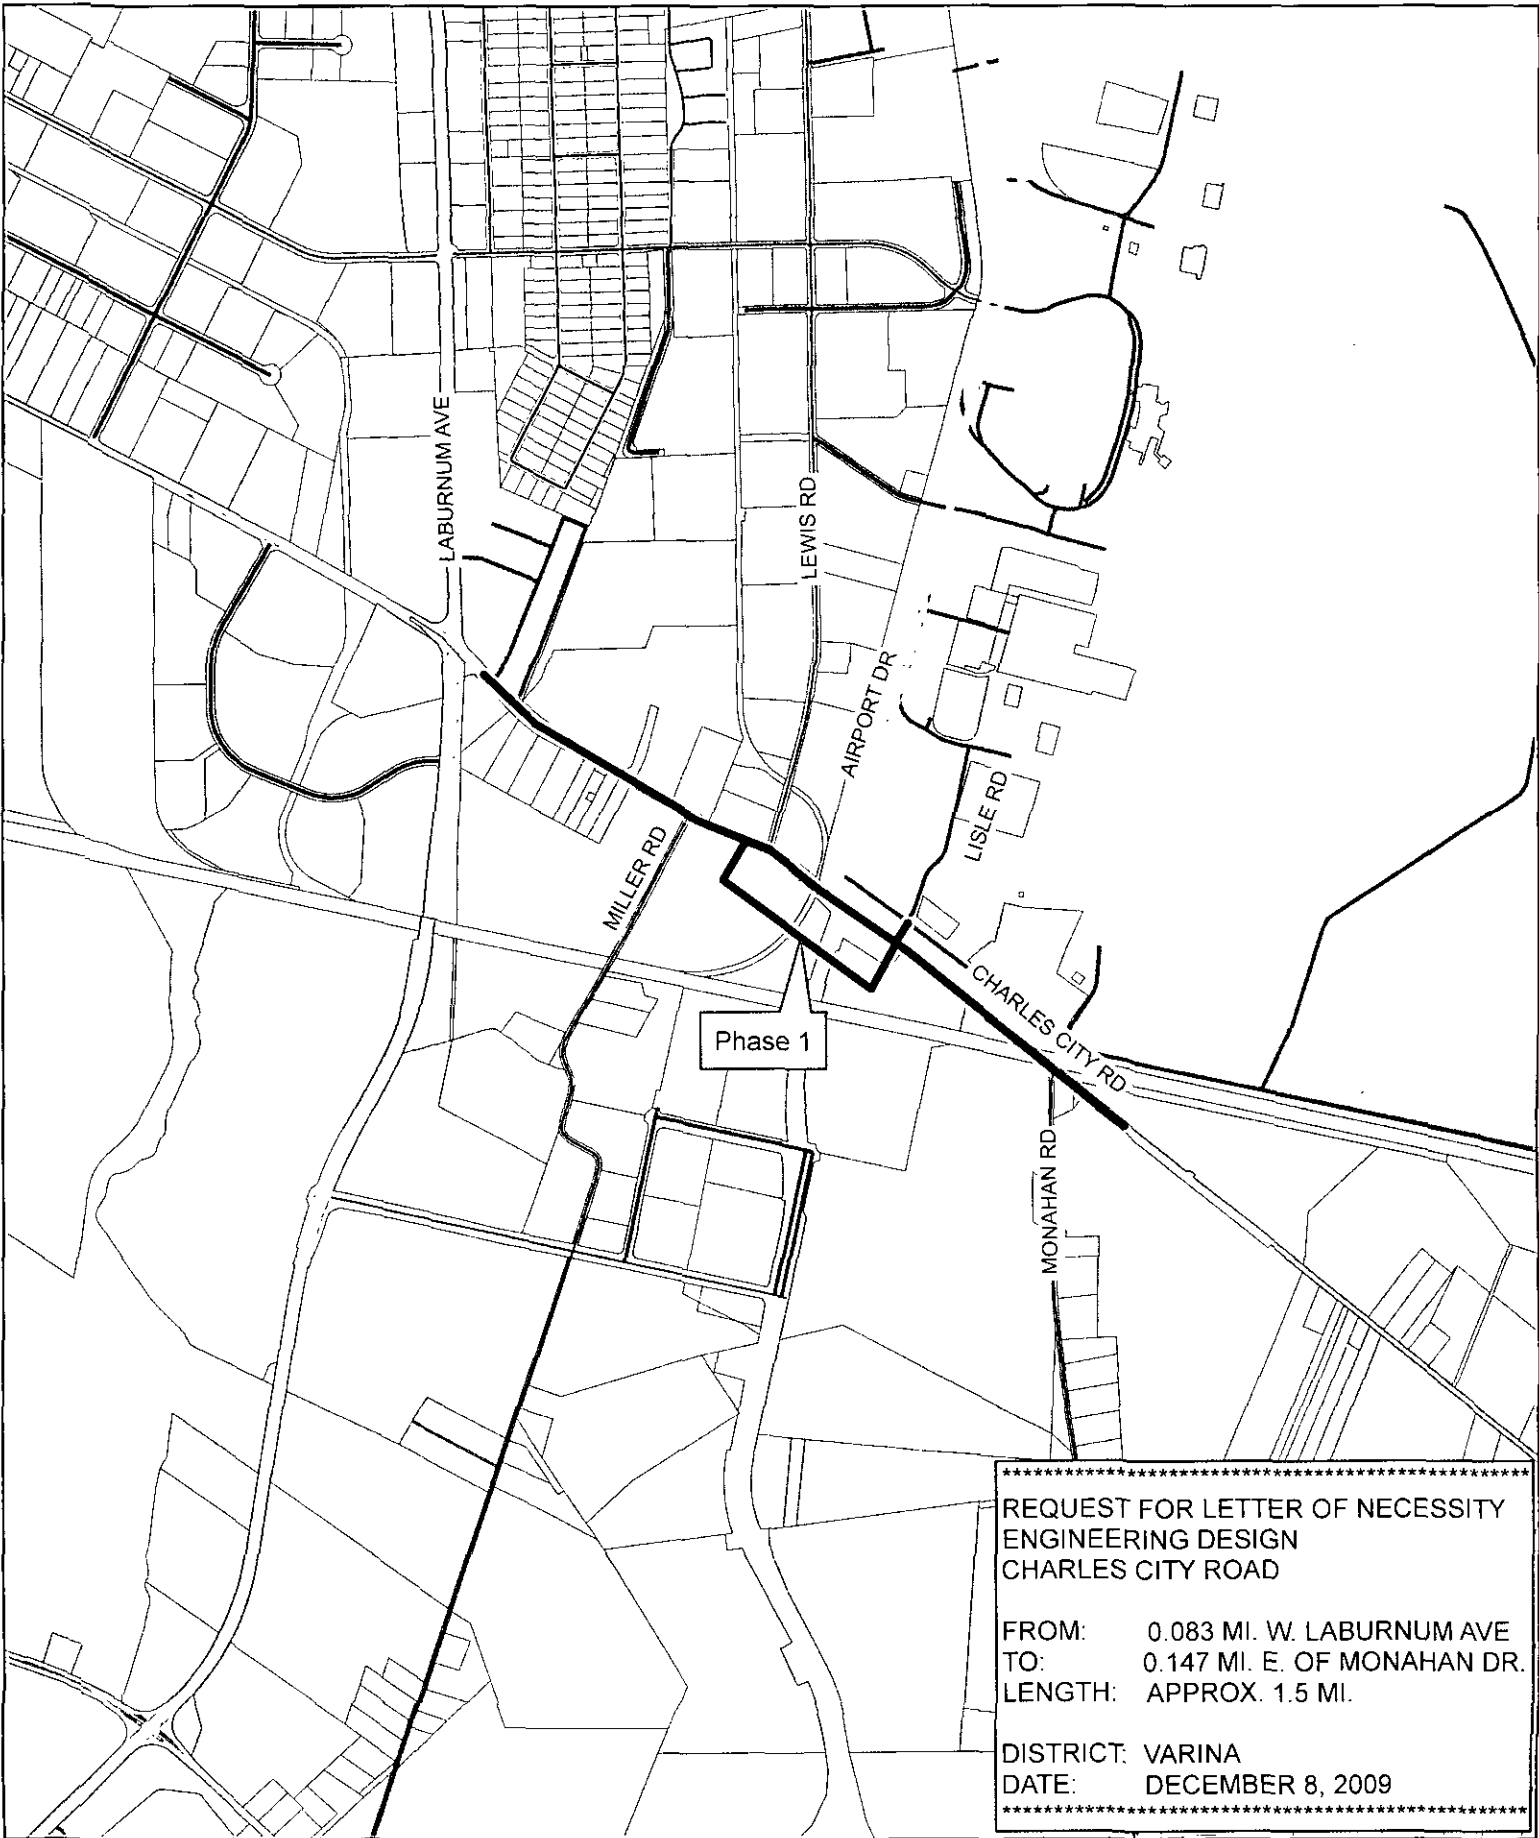 LABURNUM AVE
LEWIS RD
AIRPORT DR
LISLE RD
MILLER RD
CHARLES CITY RD
Phase 1
MONAHAN RD
************************************************************
REQUEST FOR LETTER OF NECESSITY
ENGINEERING DESIGN
CHARLES CITY ROAD
FROM: 0.083 MI. W. LABURNUM AVE
TO: 0.147 MI. E. OF MONAHAN DR.
LENGTH: APPROX. 1.5 MI.
DISTRICT: VARINA
DATE: DECEMBER 8, 2009
************************************************************